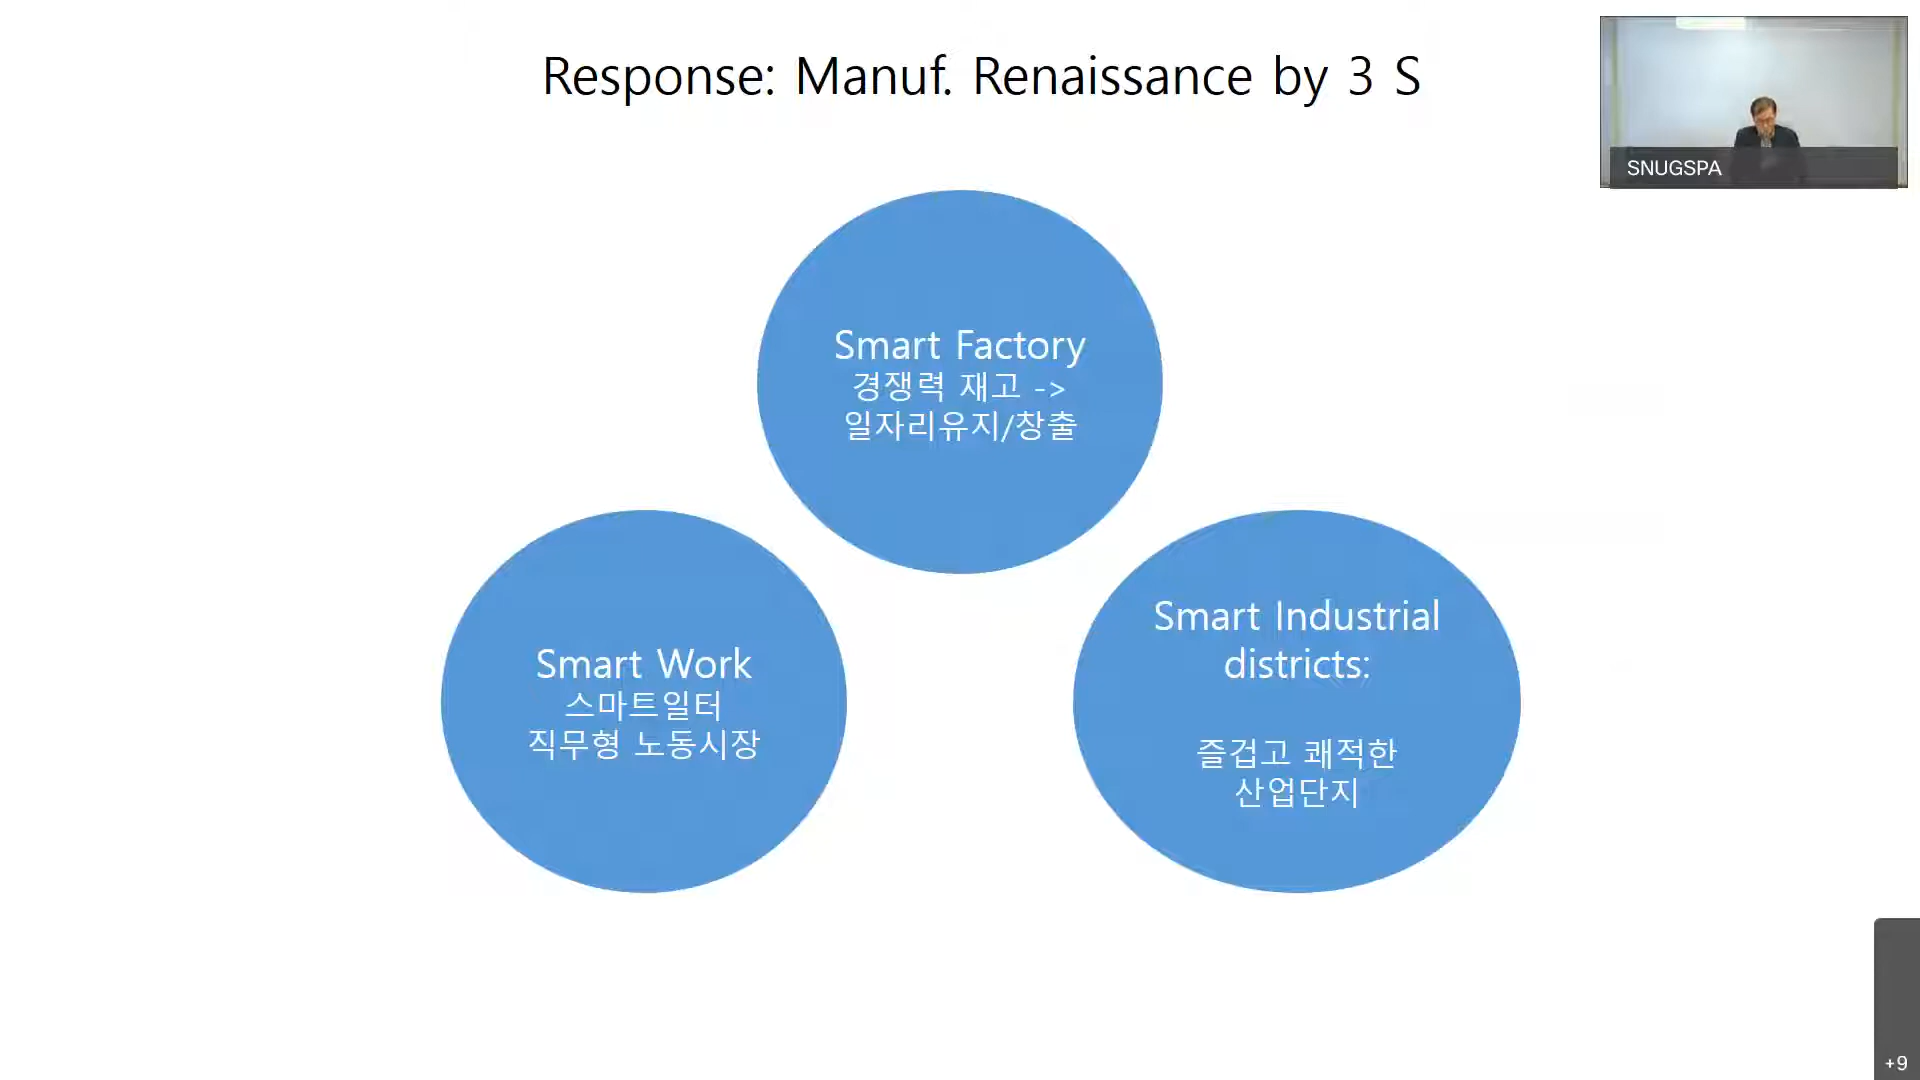 Response: Manuf. Renaissance by 3 S
SNUGSPA
Smart Factory
경쟁력 재고 ->
일자리유지/창출
Smart Work
스마트일터
직무형 노동시장
Smart Industrial
districts:
즐겁고 쾌적한
산업단지
+9